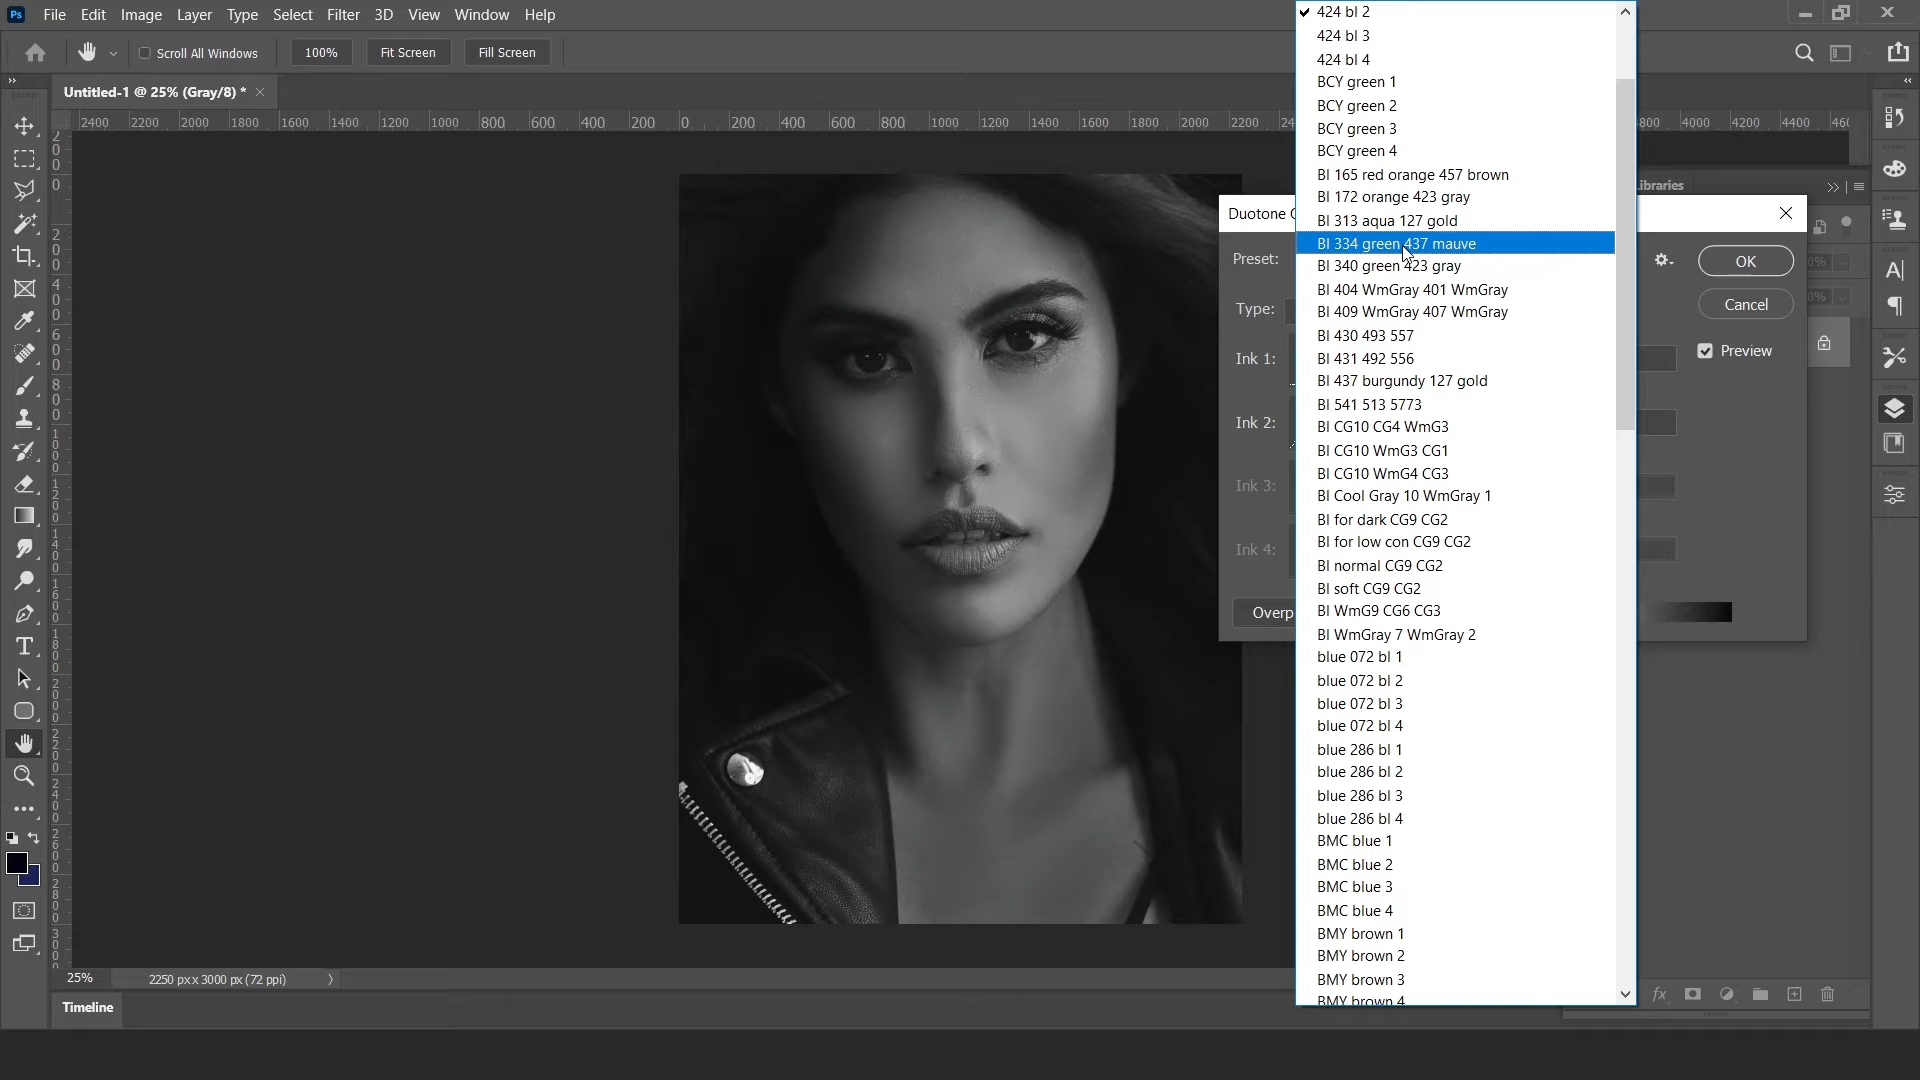 Ps File Edit Image Layer Type Select Filter 3D View Window Help
Scroll All Windows 100% Fit Screen Fill Screen
Untitled-1 @ 25% (Gray/8) *
2400 2200 2000 1800 1600 1400 1200 1000 800 600 400 200 0 200 400 600 800 1000 1200 1400 1600 1800 2000 2200 4000 4200 4400
Libraries
Duotone
Preset:
Type:
Ink 1:
Ink 2:
Ink 3:
Ink 4:
Overp
OK
Cancel
Preview
424 bl 2
424 bl 3
424 bl 4
BCY green 1
BCY green 2
BCY green 3
BCY green 4
Bl 165 red orange 457 brown
Bl 172 orange 423 gray
Bl 313 aqua 127 gold
Bl 334 green 437 mauve
Bl 340 green 423 gray
Bl 404 WmGray 401 WmGray
Bl 409 WmGray 407 WmGray
Bl 430 493 557
Bl 431 492 556
Bl 437 burgundy 127 gold
Bl 541 513 5773
Bl CG10 CG4 WmG3
Bl CG10 WmG3 CG1
Bl CG10 WmG4 CG3
Bl Cool Gray 10 WmGray 1
Bl for dark CG9 CG2
Bl for low con CG9 CG2
Bl normal CG9 CG2
Bl soft CG9 CG2
Bl WmG9 CG6 CG3
Bl WmGray 7 WmGray 2
blue 072 bl 1
blue 072 bl 2
blue 072 bl 3
blue 072 bl 4
blue 286 bl 1
blue 286 bl 2
blue 286 bl 3
blue 286 bl 4
BMC blue 1
BMC blue 2
BMC blue 3
BMC blue 4
BMY brown 1
BMY brown 2
BMY brown 3
BMY brown 4
25% 2250 px x 3000 px (72 ppi)
Timeline